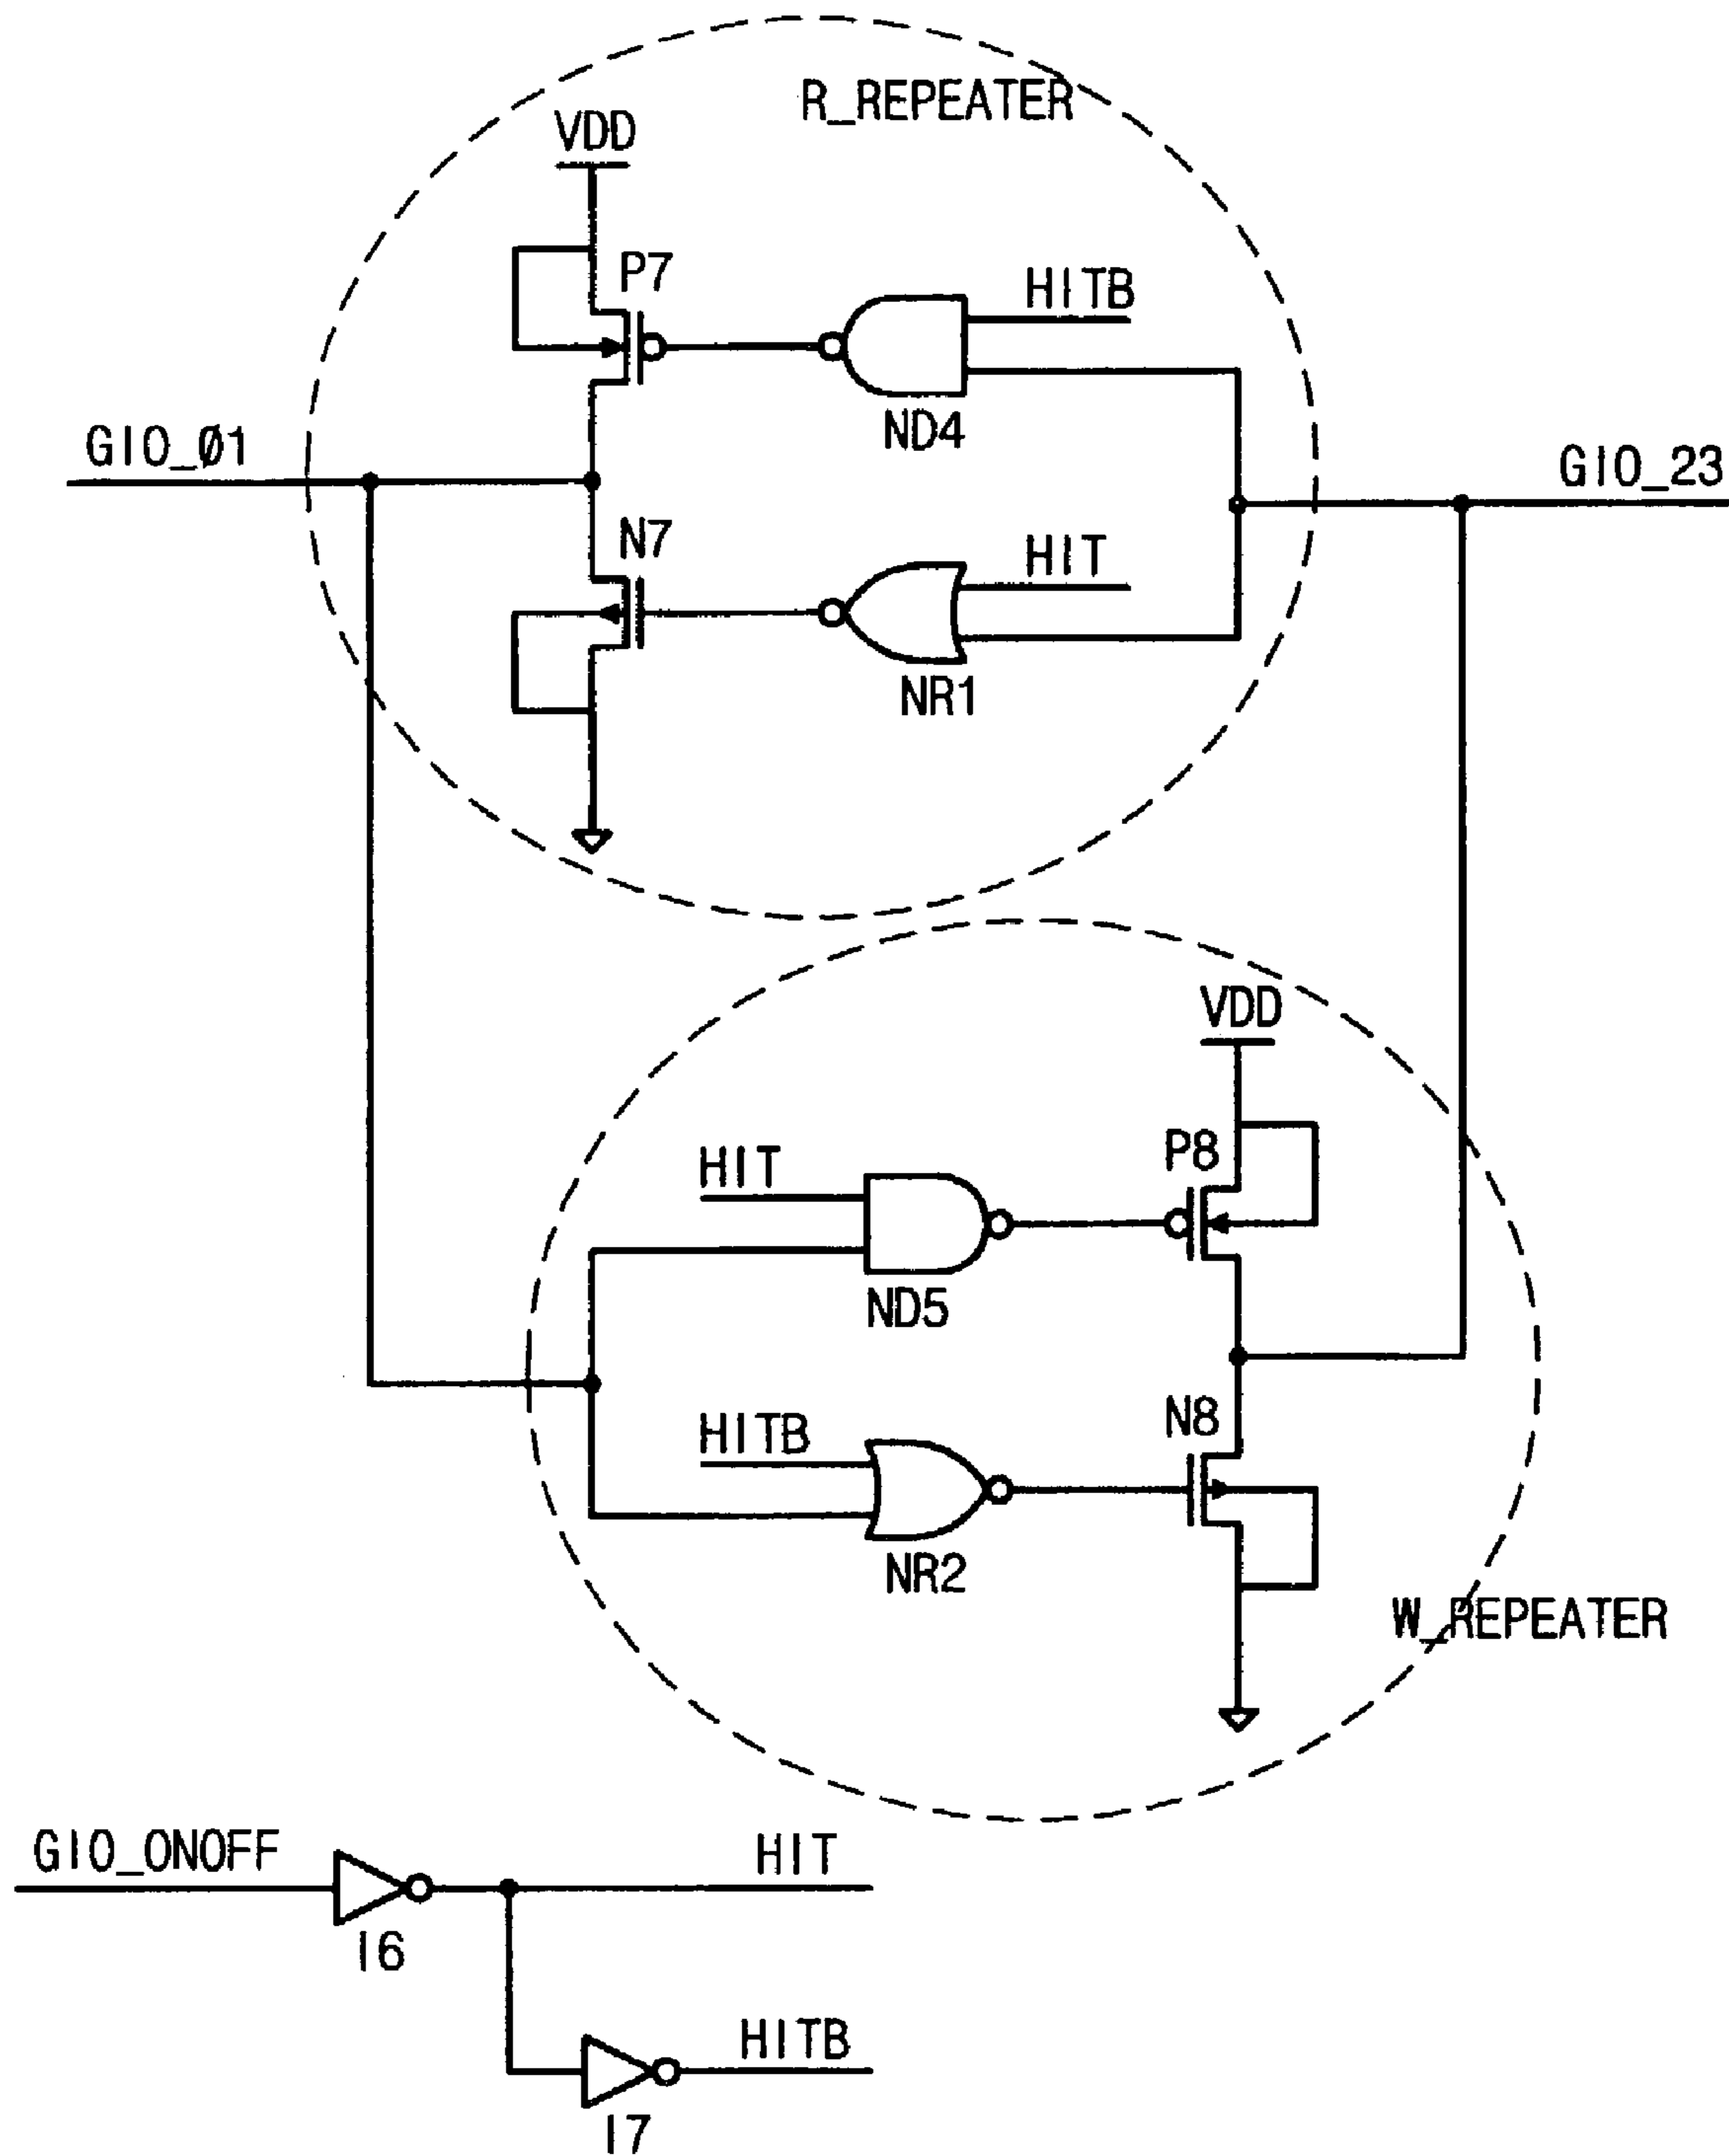 R_REPEATER
VDD
P7
HITB
ND4
GIO_Ø1
GIO_23
N7
HIT
NR1
VDD
HIT
P8
ND5
HITB
N8
NR2
W_REPEATER
GIO_ONOFF
HIT
I6
HITB
I7